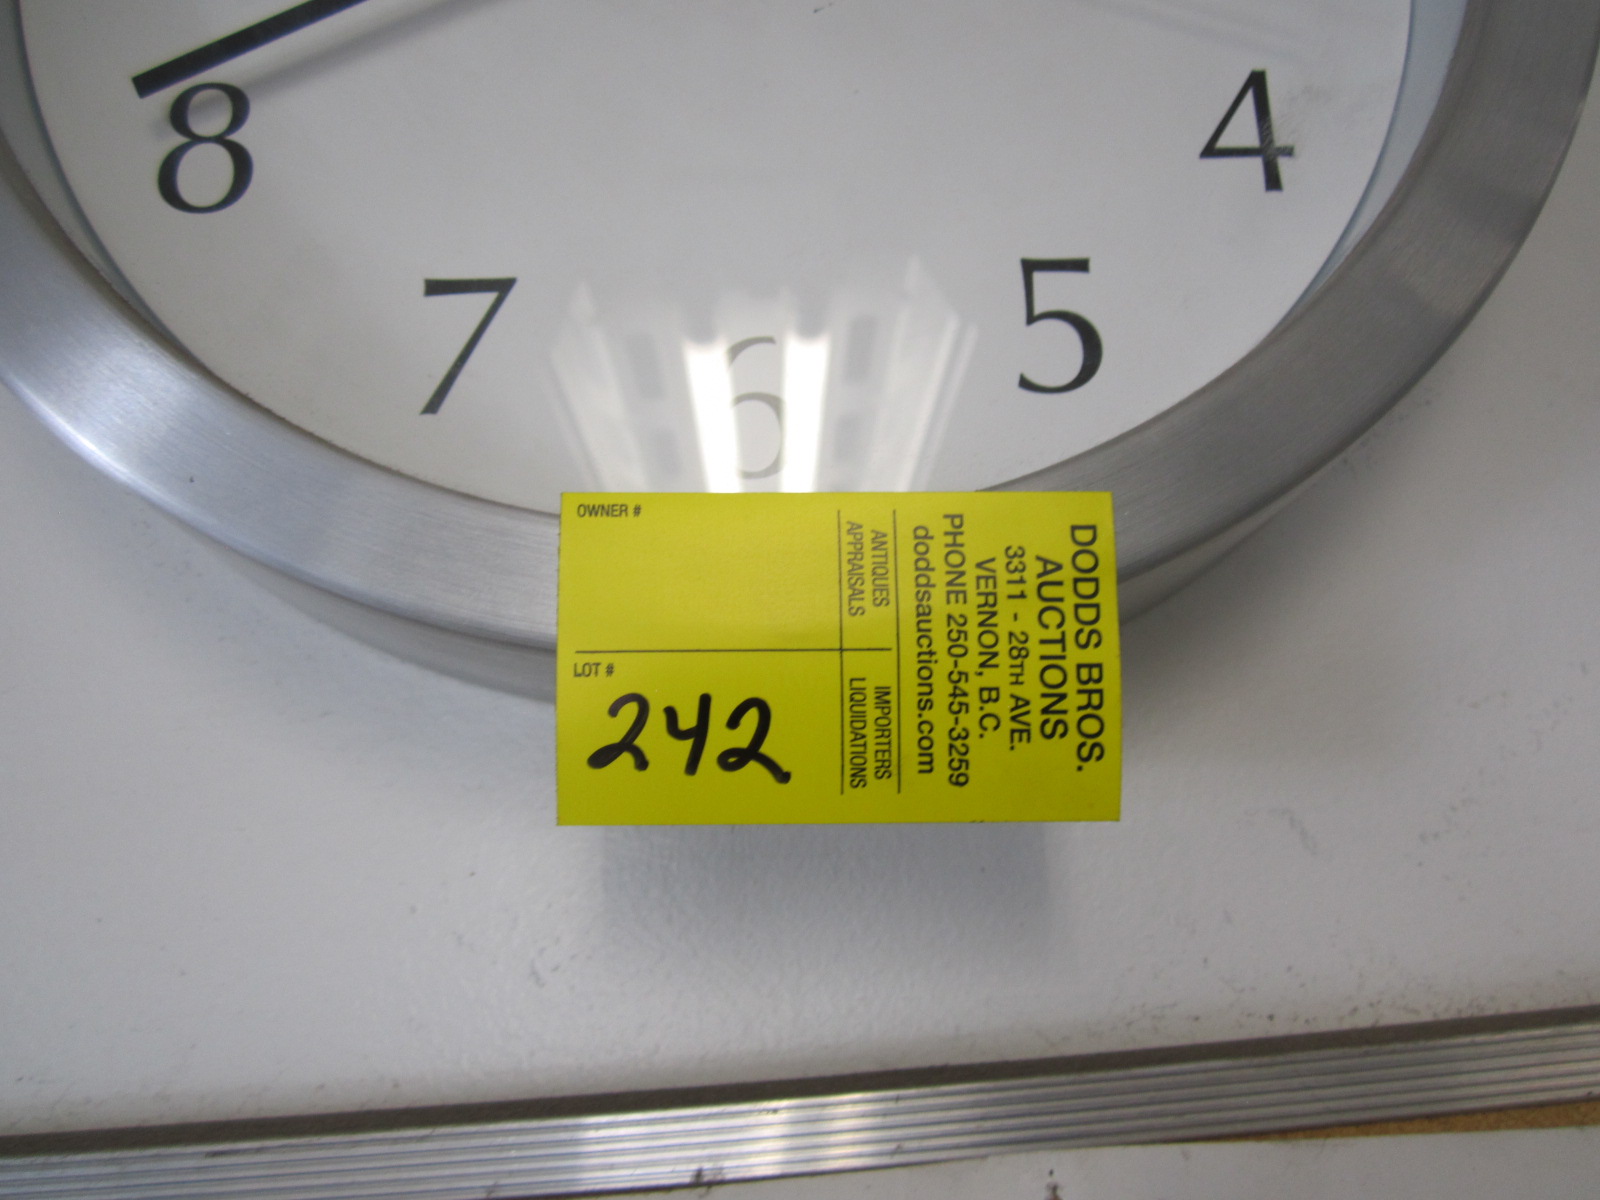 8
4
7
5
6
OWNER #
LOT #
242
DODDS BROS.
AUCTIONS
3311 - 28TH AVE.
VERNON, B.C.
PHONE 250-545-3259
doddsauctions.com
ANTIQUES IMPORTERS
APPRAISALS LIQUIDATIONS